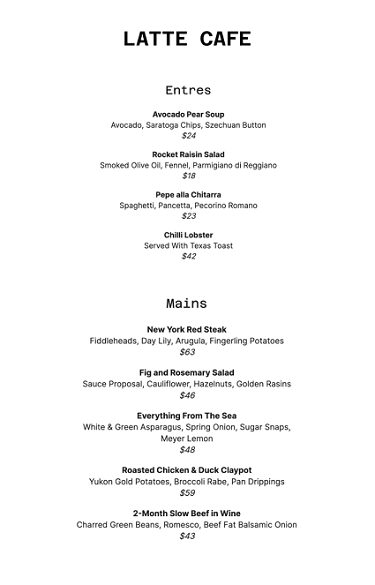 LATTE CAFE
Entres
Avocado Pear Soup
Avocado, Saratoga Chips, Szechuan Button
$24
Rocket Raisin Salad
Smoked Olive Oil, Fennel, Parmigiano di Reggiano
$18
Pepe alla Chitarra
Spaghetti, Pancetta, Pecorino Romano
$23
Chilli Lobster
Served With Texas Toast
$42
Mains
New York Red Steak
Fiddleheads, Day Lily, Arugula, Fingerling Potatoes
$63
Fig and Rosemary Salad
Sauce Proposal, Cauliflower, Hazelnuts, Golden Rasins
$46
Everything From The Sea
White & Green Asparagus, Spring Onion, Sugar Snaps,
Meyer Lemon
$48
Roasted Chicken & Duck Claypot
Yukon Gold Potatoes, Broccoli Rabe, Pan Drippings
$59
2-Month Slow Beef in Wine
Charred Green Beans, Romesco, Beef Fat Balsamic Onion
$43